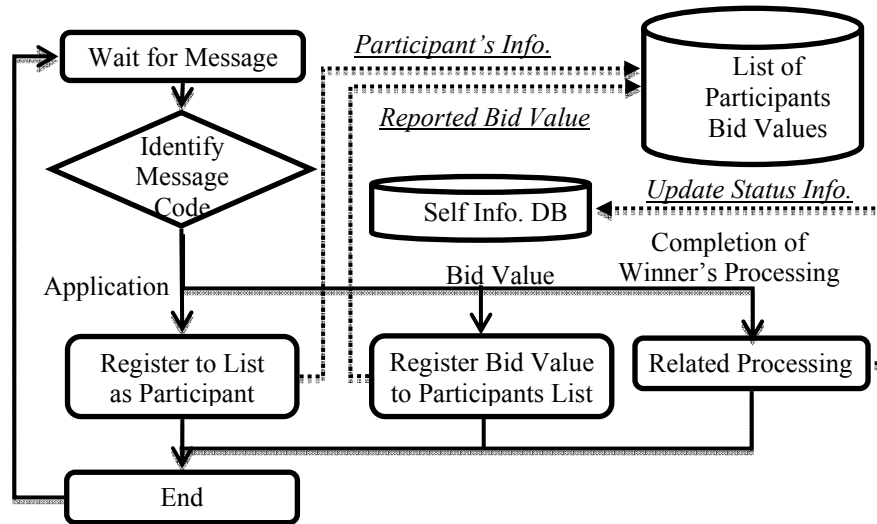 Wait for Message
Participant's Info.
List of
Participants
Bid Values
Reported Bid Value
Identify
Message
Code
Self Info. DB
Update Status Info.
Completion of
Winner's Processing
Application
Bid Value
Register to List
as Participant
Register Bid Value
to Participants List
Related Processing
End